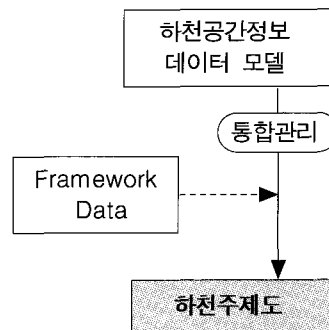 하천공간정보
데이터 모델
통합관리
Framework
Data
하천주제도